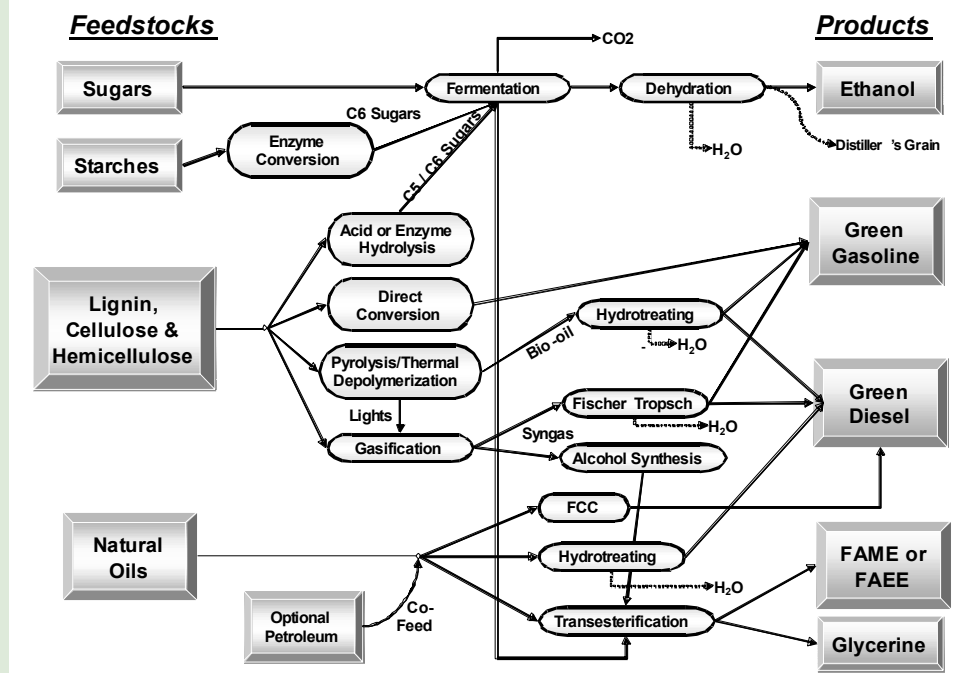 Feedstocks
Products
CO2
Sugars
Fermentation
Dehydration
Ethanol
C6 Sugars
Enzyme
Conversion
Starches
H2O
Distiller 's Grain
C5 / C6 Sugars
Acid or Enzyme
Hydrolysis
Green
Gasoline
Lignin,
Cellulose &
Hemicellulose
Direct
Conversion
Hydrotreating
Bio -oil
- H2O
Pyrolysis/Thermal
Depolymerization
Green
Diesel
Lights
Fischer Tropsch
H2O
Syngas
Gasification
Alcohol Synthesis
FCC
Natural
Oils
Hydrotreating
FAME or
FAEE
H2O
Co-
Feed
Optional
Petroleum
Transesterification
Glycerine